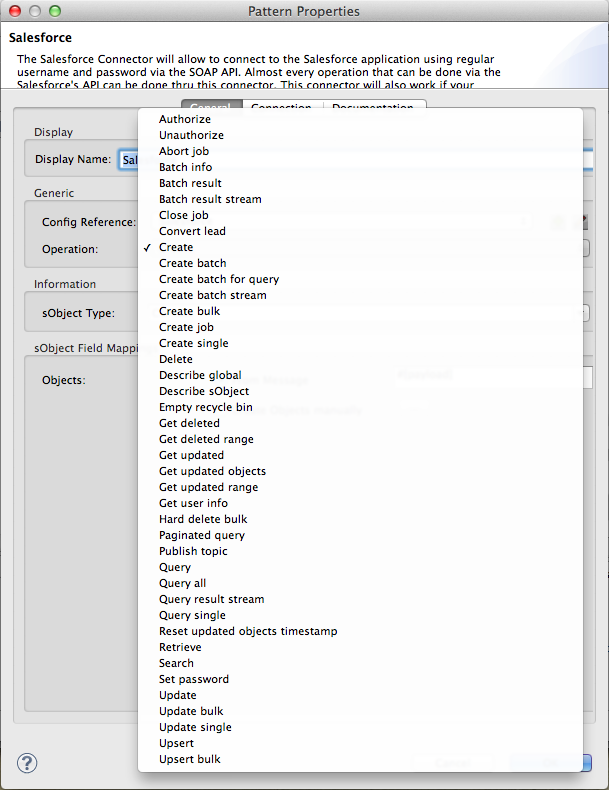 Pattern Properties
Salesforce
The Salesforce Connector will allow to connect to the Salesforce application using regular
username and password via the SOAP API. Almost every operation that can be done via the
Salesforce's API can be done thru this connector. This connector will also work if your
General Connection Documentation
Display
Display Name: Sal
Generic
Config Reference:
Operation:
Information
sObject Type:
sObject Field Mappi
Objects:
Authorize
Unauthorize
Abort job
Batch info
Batch result
Batch result stream
Close job
Convert lead
✓ Create
Create batch
Create batch for query
Create batch stream
Create bulk
Create job
Create single
Delete
Describe global
Describe sObject
Empty recycle bin
Get deleted
Get deleted range
Get updated
Get updated objects
Get updated range
Get user info
Hard delete bulk
Paginated query
Publish topic
Query
Query all
Query result stream
Query single
Reset updated objects timestamp
Retrieve
Search
Set password
Update
Update bulk
Update single
Upsert
Upsert bulk
?